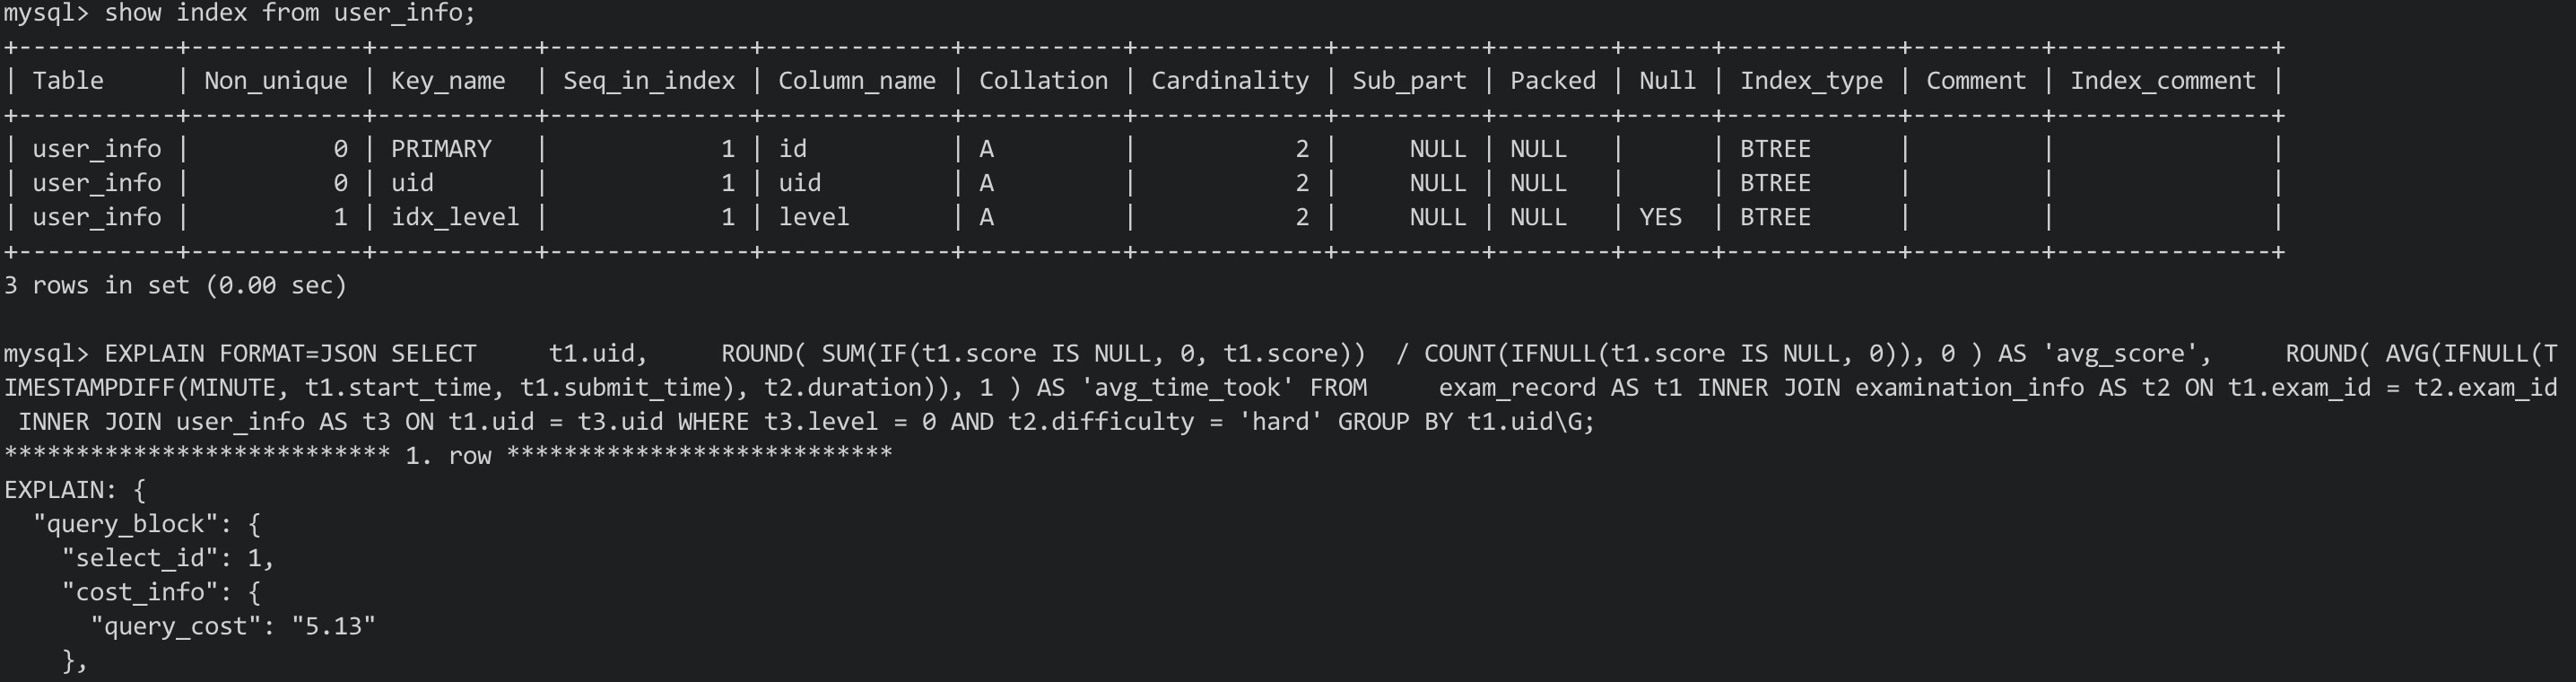 mysql> show index from user_info;
+-----------+------------+-----------+--------------+-------------+-----------+-------------+----------+--------+------+------------+---------+---------------+
| Table     | Non_unique | Key_name  | Seq_in_index | Column_name | Collation | Cardinality | Sub_part | Packed | Null | Index_type | Comment | Index_comment |
+-----------+------------+-----------+--------------+-------------+-----------+-------------+----------+--------+------+------------+---------+---------------+
| user_info |          0 | PRIMARY   |            1 | id          | A         |           2 |     NULL | NULL   |      | BTREE      |         |               |
| user_info |          0 | uid       |            1 | uid         | A         |           2 |     NULL | NULL   |      | BTREE      |         |               |
| user_info |          1 | idx_level |            1 | level       | A         |           2 |     NULL | NULL   | YES  | BTREE      |         |               |
+-----------+------------+-----------+--------------+-------------+-----------+-------------+----------+--------+------+------------+---------+---------------+
3 rows in set (0.00 sec)

mysql> EXPLAIN FORMAT=JSON SELECT     t1.uid,     ROUND( SUM(IF(t1.score IS NULL, 0, t1.score))  / COUNT(IFNULL(t1.score IS NULL, 0)), 0 ) AS 'avg_score',     ROUND( AVG(IFNULL(T
IMESTAMPDIFF(MINUTE, t1.start_time, t1.submit_time), t2.duration)), 1 ) AS 'avg_time_took' FROM     exam_record AS t1 INNER JOIN examination_info AS t2 ON t1.exam_id = t2.exam_id
 INNER JOIN user_info AS t3 ON t1.uid = t3.uid WHERE t3.level = 0 AND t2.difficulty = 'hard' GROUP BY t1.uid\G;
*************************** 1. row ***************************
EXPLAIN: {
  "query_block": {
    "select_id": 1,
    "cost_info": {
      "query_cost": "5.13"
    },